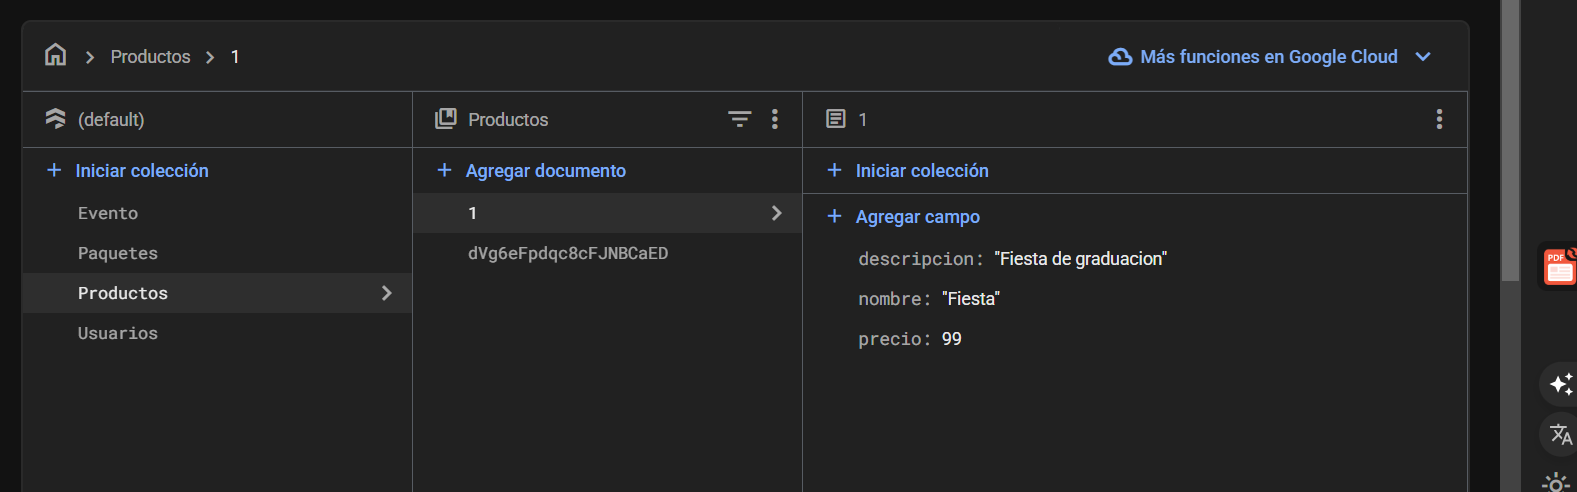 Productos
1
Más funciones en Google Cloud
(default)
Productos
1
+ Iniciar colección
+ Agregar documento
+ Iniciar colección
Evento
Paquetes
Productos
Usuarios
1
dVg6eFpdqc8cFJNBCaED
+ Agregar campo
descripcion: "Fiesta de graduacion"
nombre: "Fiesta"
precio: 99
PDF